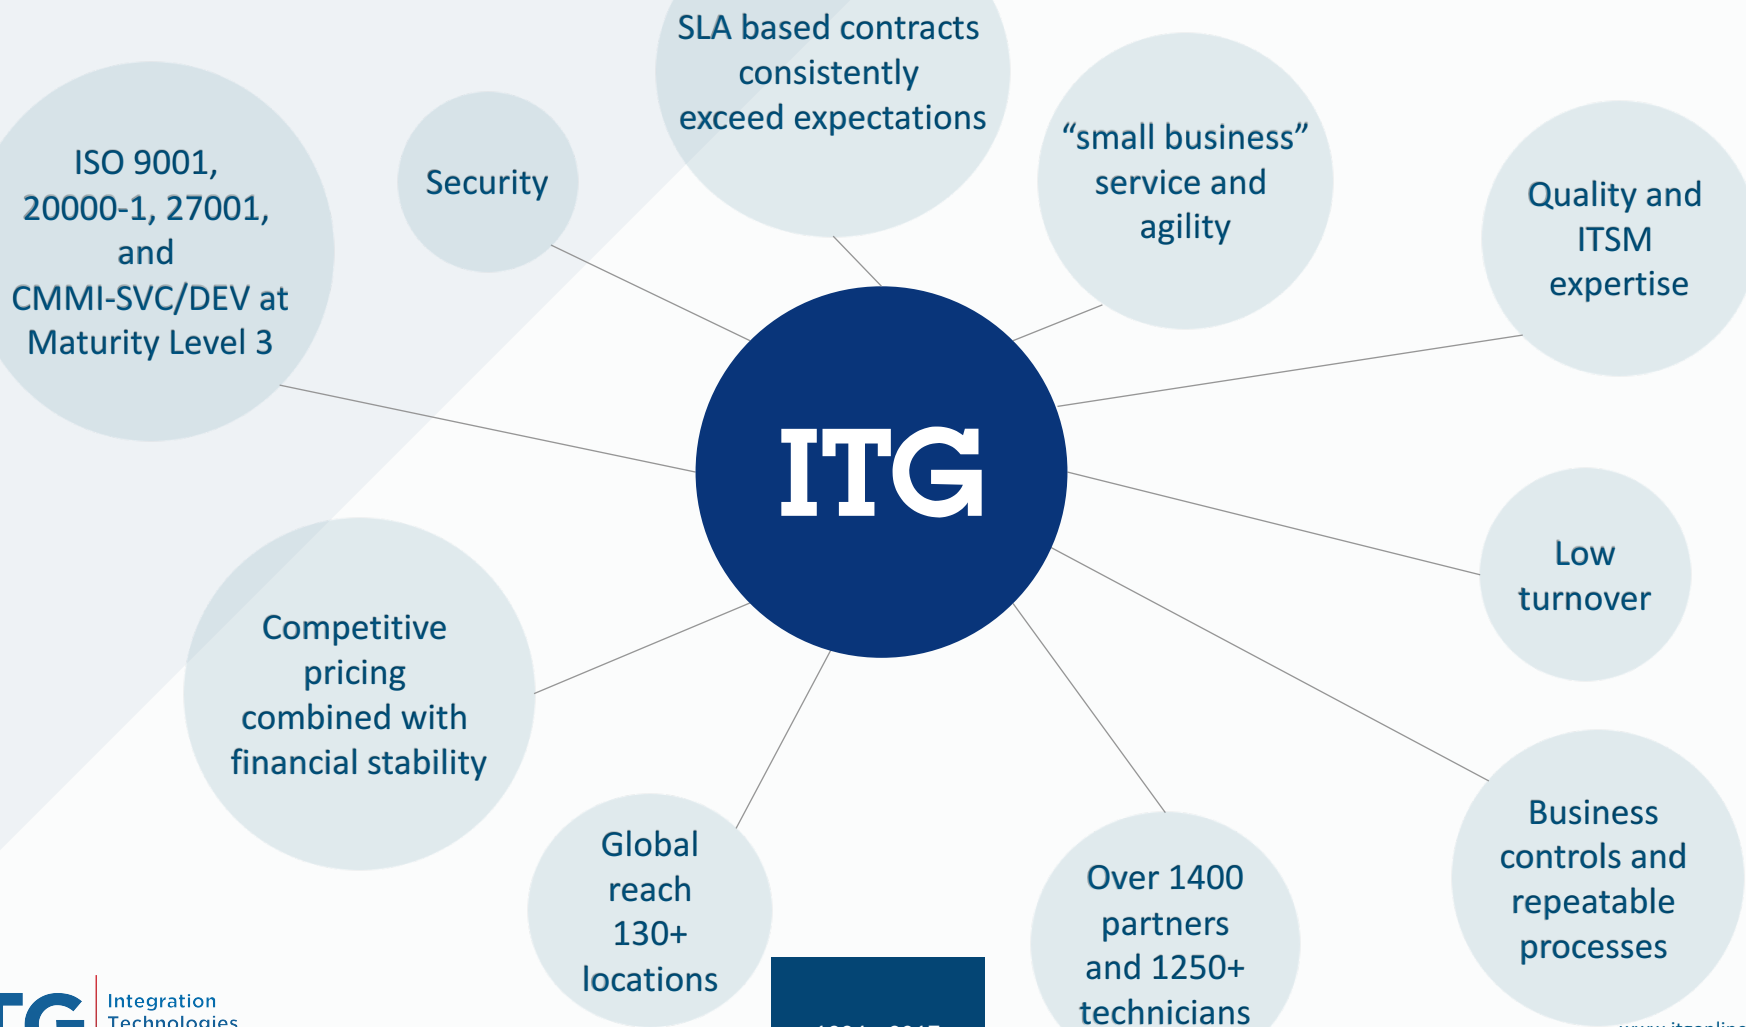 SLA based contracts
consistently
exceed expectations
“small business”
service and
agility
Security
ISO 9001,
20000-1, 27001,
and
CMMI-SVC/DEV at
Maturity Level 3
Quality and
ITSM
expertise
ITG
Low
turnover
Competitive
pricing
combined with
financial stability
Business
controls and
repeatable
processes
Global
reach
130+
locations
Over 1400
partners
and 1250+
technicians
Integration
Technologies